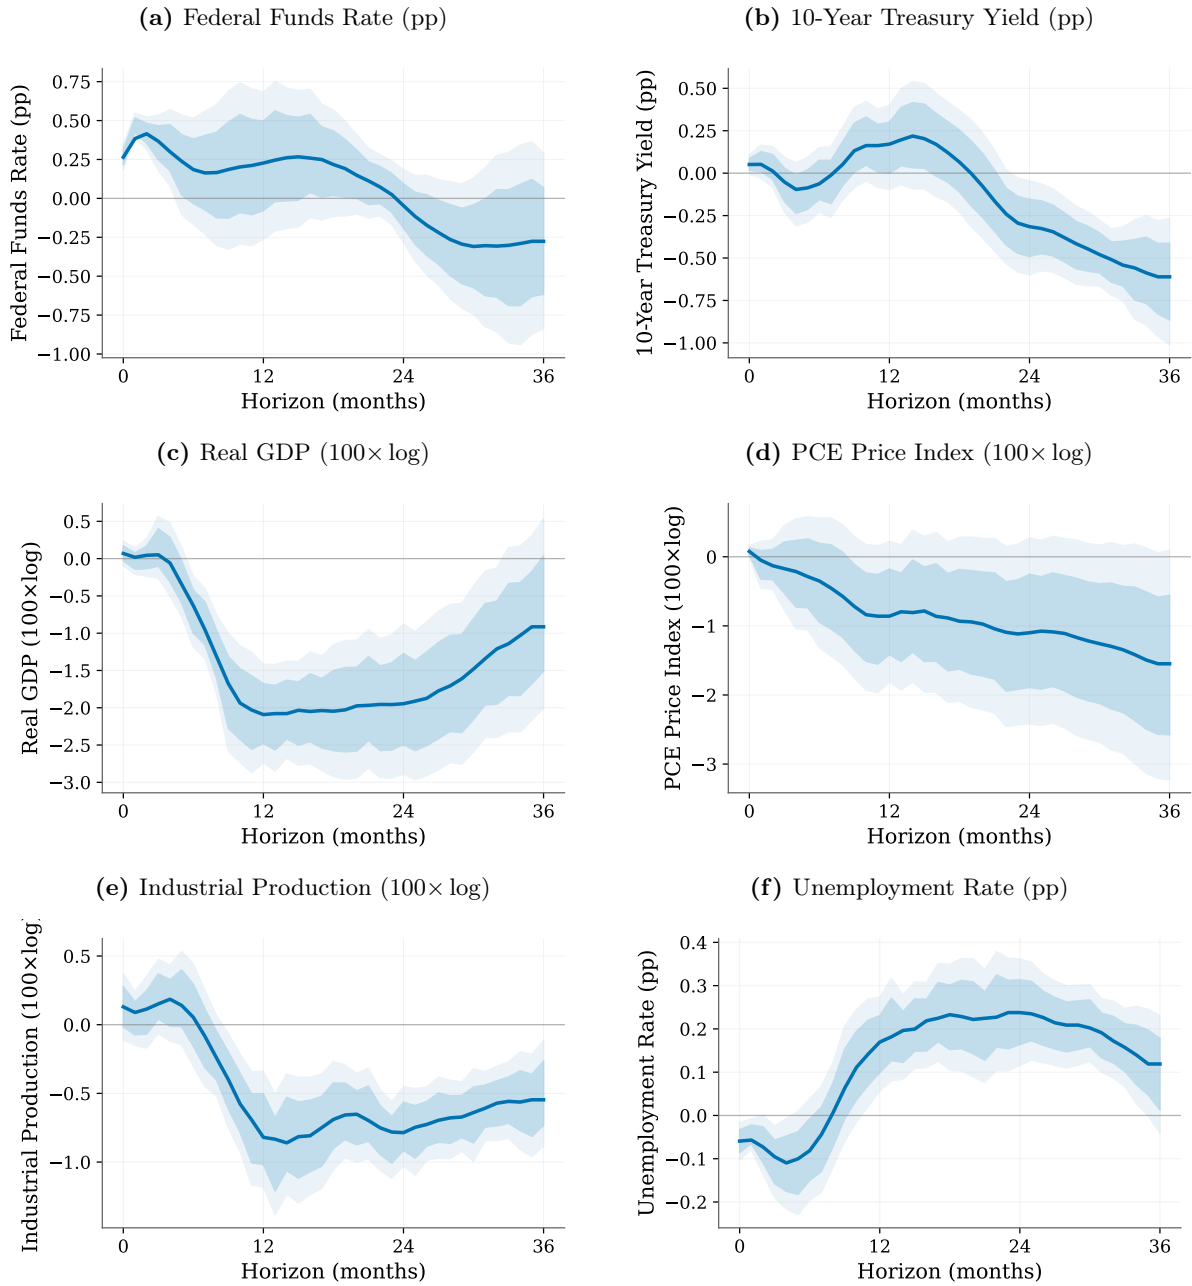 (a) Federal Funds Rate (pp)
Federal Funds Rate (pp)
0.75
0.50
0.25
0.00
−0.25
−0.50
−0.75
−1.00
0 12 24 36
Horizon (months)
(b) 10-Year Treasury Yield (pp)
10-Year Treasury Yield (pp)
0.50
0.25
0.00
−0.25
−0.50
−0.75
−1.00
0 12 24 36
Horizon (months)
(c) Real GDP (100× log)
Real GDP (100×log)
0.5
0.0
−0.5
−1.0
−1.5
−2.0
−2.5
−3.0
0 12 24 36
Horizon (months)
(d) PCE Price Index (100× log)
PCE Price Index (100×log)
0
−1
−2
−3
0 12 24 36
Horizon (months)
(e) Industrial Production (100× log)
Industrial Production (100×log)
0.5
0.0
−0.5
−1.0
0 12 24 36
Horizon (months)
(f) Unemployment Rate (pp)
Unemployment Rate (pp)
0.4
0.3
0.2
0.1
0.0
−0.1
−0.2
0 12 24 36
Horizon (months)